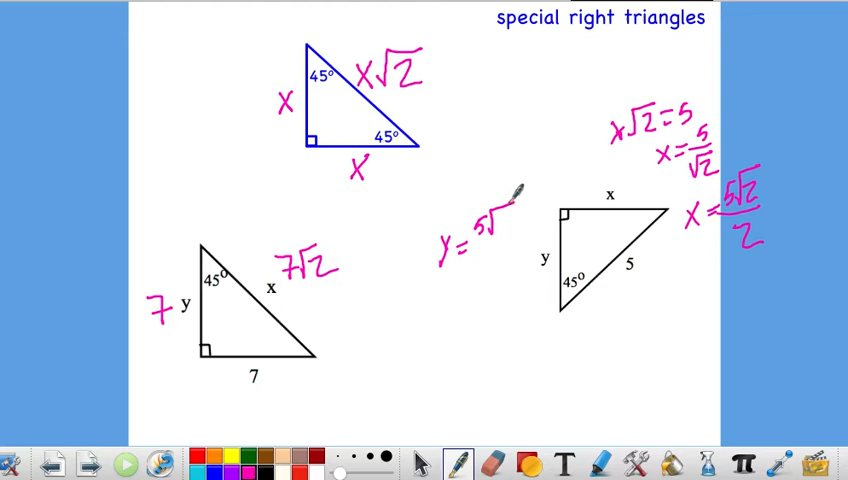 special right triangles
45°
x√2
x
45°
x
x√2=5
x=5/√2
x=5√2/2
x
y=5√
y
5
45°
45°
7√2
x
7
y
7
T
π